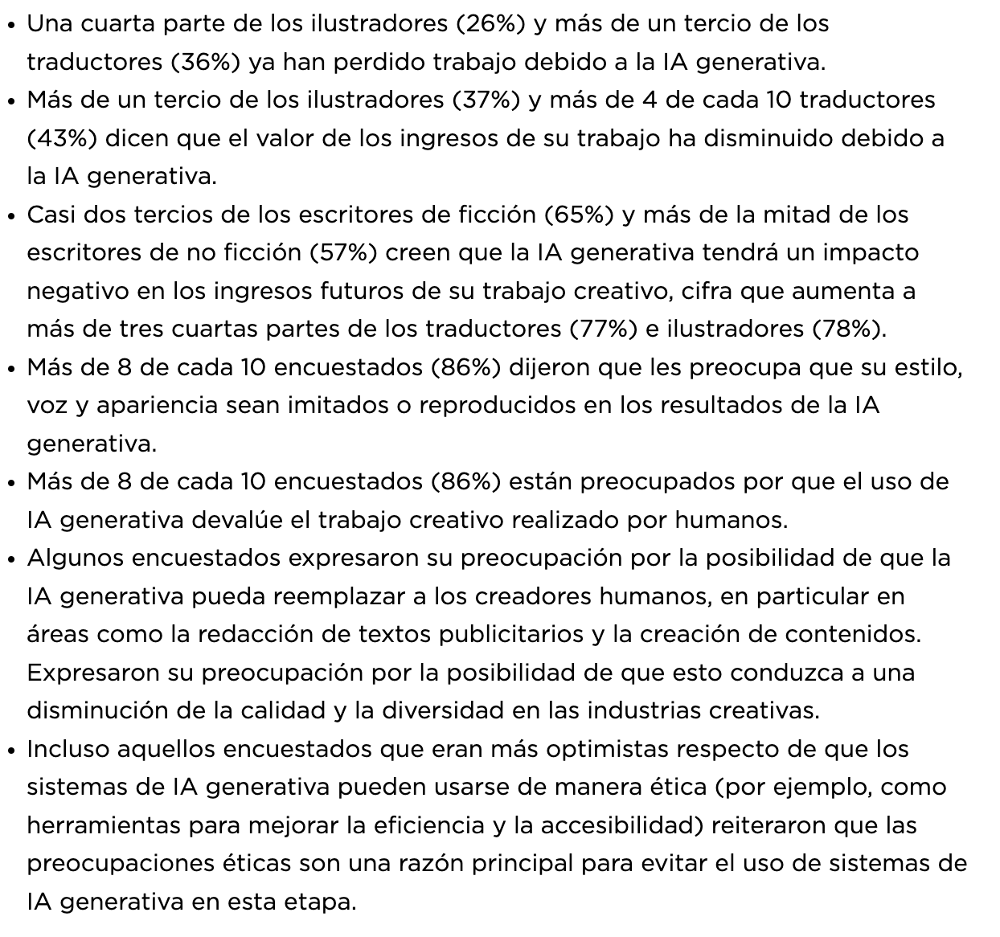 • Una cuarta parte de los ilustradores (26%) y más de un tercio de los
traductores (36%) ya han perdido trabajo debido a la IA generativa.
• Más de un tercio de los ilustradores (37%) y más de 4 de cada 10 traductores
(43%) dicen que el valor de los ingresos de su trabajo ha disminuido debido a
la IA generativa.
• Casi dos tercios de los escritores de ficción (65%) y más de la mitad de los
escritores de no ficción (57%) creen que la IA generativa tendrá un impacto
negativo en los ingresos futuros de su trabajo creativo, cifra que aumenta a
más de tres cuartas partes de los traductores (77%) e ilustradores (78%).
• Más de 8 de cada 10 encuestados (86%) dijeron que les preocupa que su estilo,
voz y apariencia sean imitados o reproducidos en los resultados de la IA
generativa.
• Más de 8 de cada 10 encuestados (86%) están preocupados por que el uso de
IA generativa devalúe el trabajo creativo realizado por humanos.
• Algunos encuestados expresaron su preocupación por la posibilidad de que la
IA generativa pueda reemplazar a los creadores humanos, en particular en
áreas como la redacción de textos publicitarios y la creación de contenidos.
Expresaron su preocupación por la posibilidad de que esto conduzca a una
disminución de la calidad y la diversidad en las industrias creativas.
• Incluso aquellos encuestados que eran más optimistas respecto de que los
sistemas de IA generativa pueden usarse de manera ética (por ejemplo, como
herramientas para mejorar la eficiencia y la accesibilidad) reiteraron que las
preocupaciones éticas son una razón principal para evitar el uso de sistemas de
IA generativa en esta etapa.